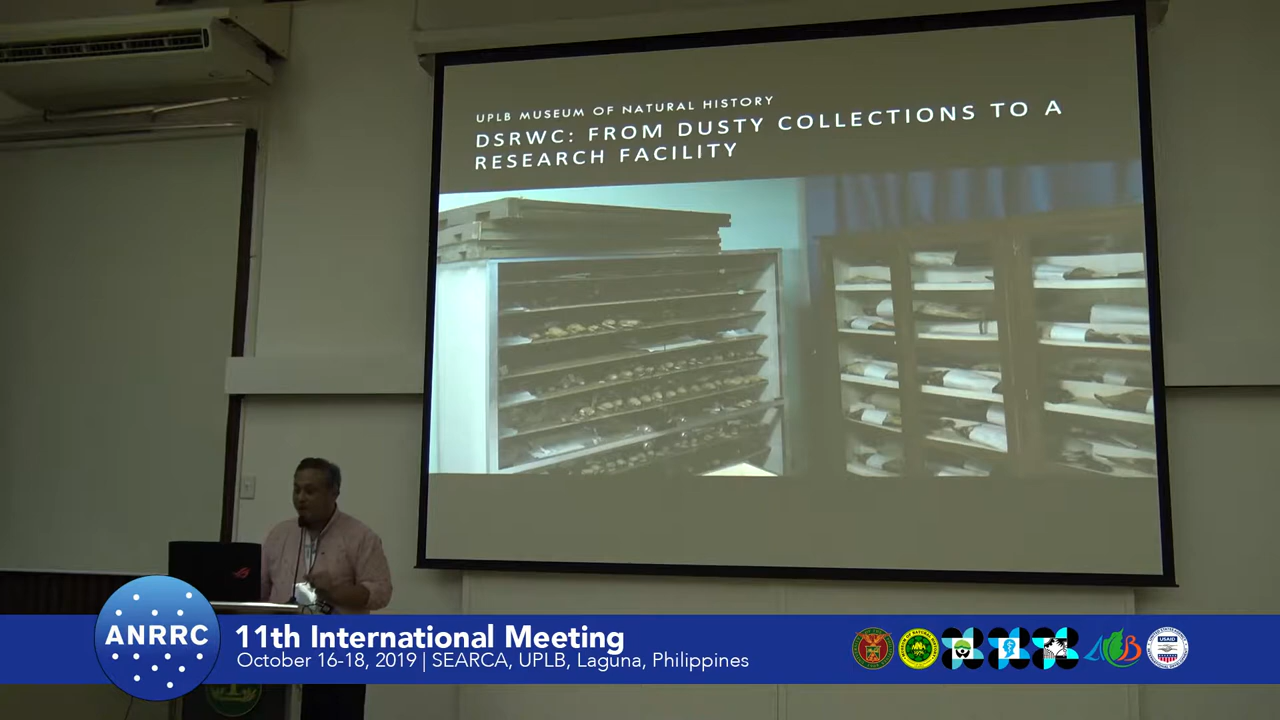 UPLB MUSEUM OF NATURAL HISTORY
DSRWC: FROM DUSTY COLLECTIONS TO A
RESEARCH FACILITY
ANRRC
11th International Meeting
October 16-18, 2019 | SEARCA, UPLB, Laguna, Philippines
USAID